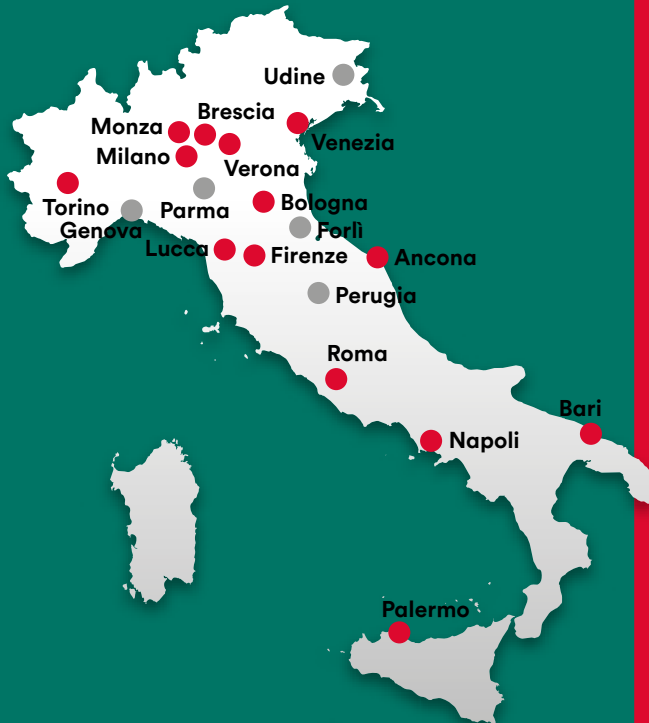 Udine
Brescia
Monza
Venezia
Milano
Verona
Bologna
Torino
Parma
Genova
Forlì
Lucca
Firenze
Ancona
Perugia
Roma
Bari
Napoli
Palermo